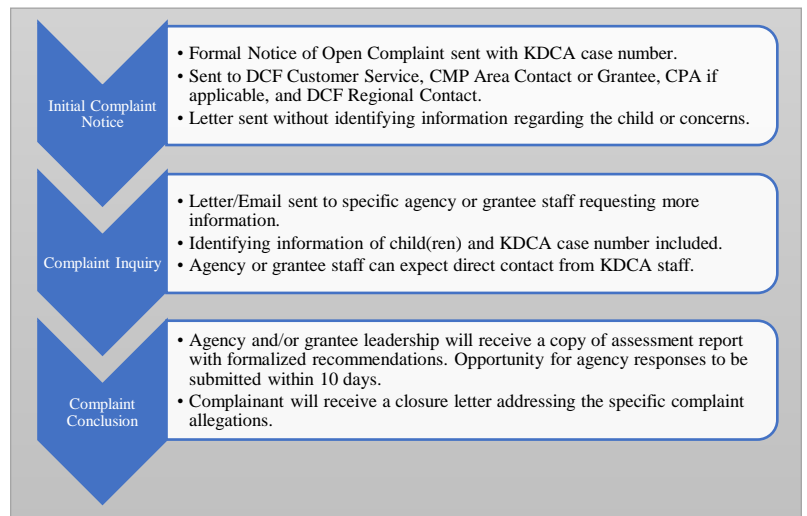 Initial Complaint
Notice
• Formal Notice of Open Complaint sent with KDCA case number.
• Sent to DCF Customer Service, CMP Area Contact or Grantee, CPA if
applicable, and DCF Regional Contact.
• Letter sent without identifying information regarding the child or concerns.
Complaint Inquiry
• Letter/Email sent to specific agency or grantee staff requesting more
information.
• Identifying information of child(ren) and KDCA case number included.
• Agency or grantee staff can expect direct contact from KDCA staff.
Complaint
Conclusion
• Agency and/or grantee leadership will receive a copy of assessment report
with formalized recommendations. Opportunity for agency responses to be
submitted within 10 days.
• Complainant will receive a closure letter addressing the specific complaint
allegations.